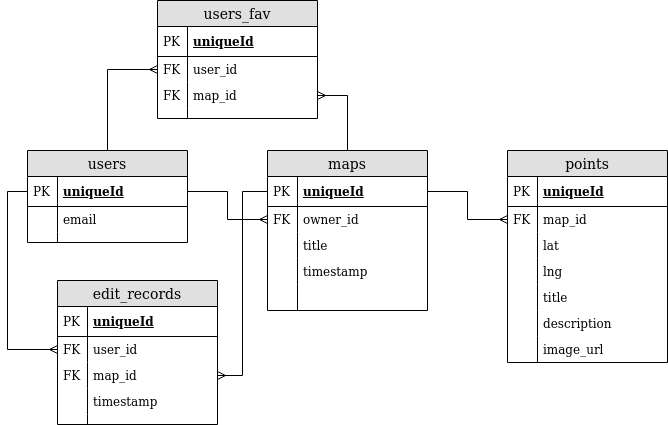 users_fav
PK uniqueId
FK user_id
FK map_id
users
PK uniqueId
email
maps
PK uniqueId
FK owner_id
title
timestamp
points
PK uniqueId
FK map_id
lat
lng
title
description
image_url
edit_records
PK uniqueId
FK user_id
FK map_id
timestamp